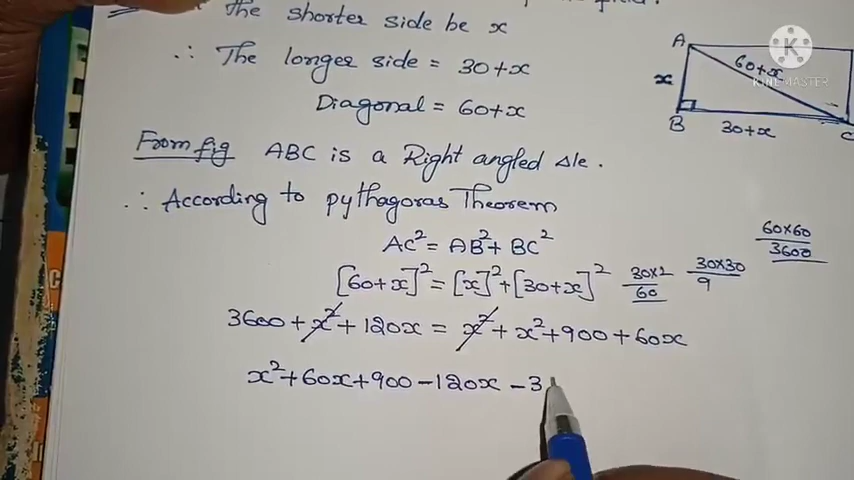 the shorter side be x
∴ The longer side = 30+x
Diagonal = 60+x
From fig ABC is a Right angled Δle.
∴ According to pythagoras Theorem
AC² = AB² + BC²
[60+x]² = [x]² + [30+x]²
3600 + x² + 120x = x² + x² + 900 + 60x
x² + 60x + 900 - 120x - 3
30×2
60
30×30
9
60×60
3600
A
60+x
x
B
30+x
C
K
KINGMASTER